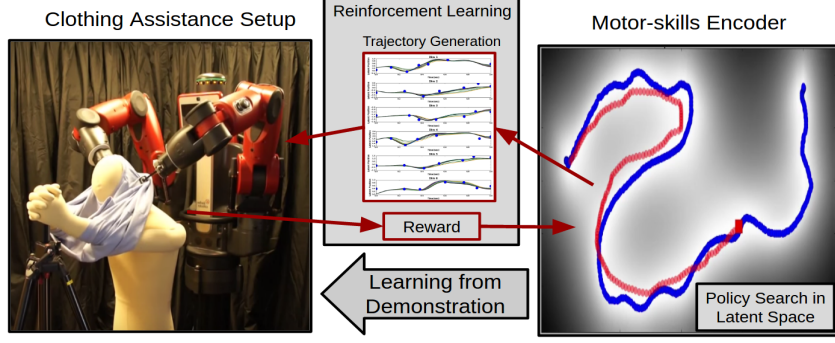 Clothing Assistance Setup
Reinforcement Learning
Trajectory Generation
Motor-skills Encoder
Reward
Learning from
Demonstration
Policy Search in
Latent Space